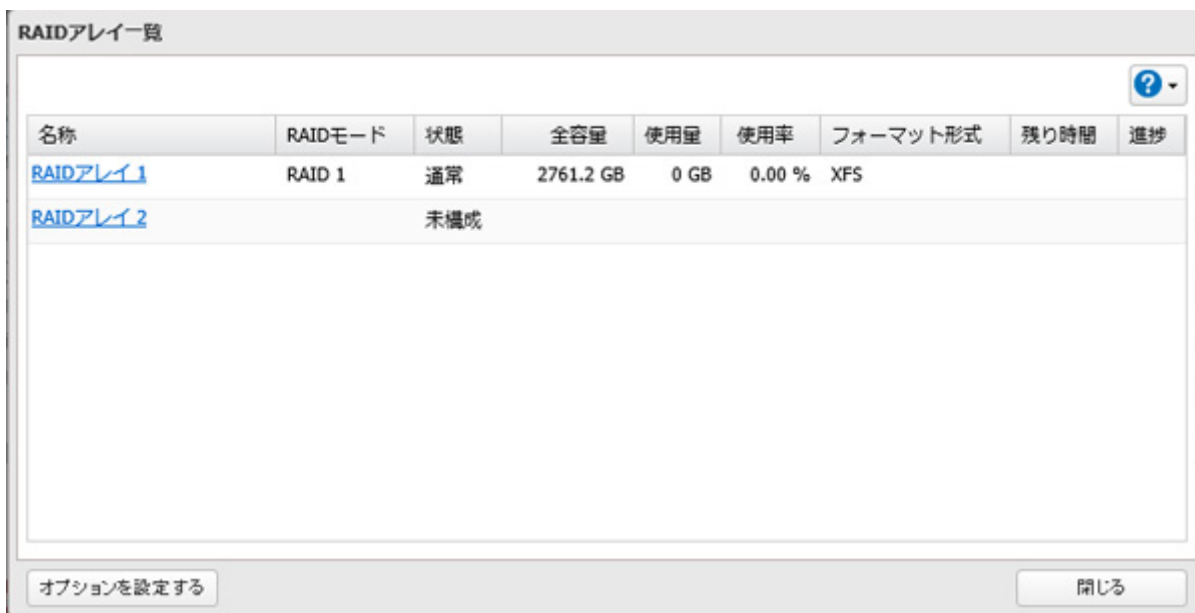 RAIDアレイ一覧
名称 RAIDモード 状態 全容量 使用量 使用率 フォーマット形式 残り時間 進捗
RAIDアレイ 1 RAID 1 通常 2761.2 GB 0 GB 0.00 % XFS
RAIDアレイ 2 未構成
オプションを設定する 閉じる